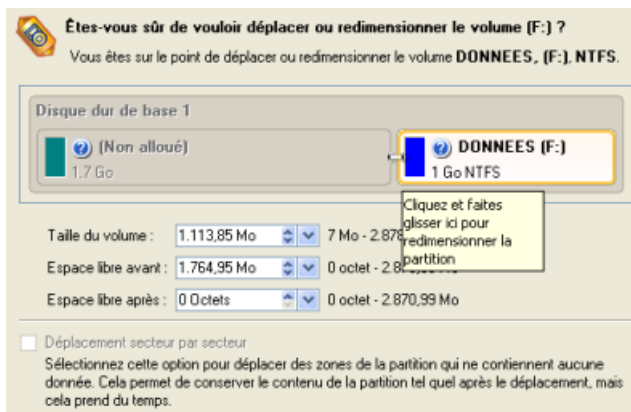 Êtes-vous sûr de vouloir déplacer ou redimensionner le volume (F:) ?
Vous êtes sur le point de déplacer ou redimensionner le volume DONNEES, (F:), NTFS.
Disque dur de base 1
(Non alloué)
1.7 Go
DONNEES (F:)
1 Go NTFS
Cliquez et faites
glisser ici pour
redimensionner la
partition
Taille du volume : 1.113,85 Mo 7 Mo - 2.878
Espace libre avant : 1.764,95 Mo 0 octet - 2.8
Espace libre après : 0 Octets 0 octet - 2.870,99 Mo
Déplacement secteur par secteur
Sélectionnez cette option pour déplacer des zones de la partition qui ne contiennent aucune
donnée. Cela permet de conserver le contenu de la partition tel quel après le déplacement, mais
cela prend du temps.